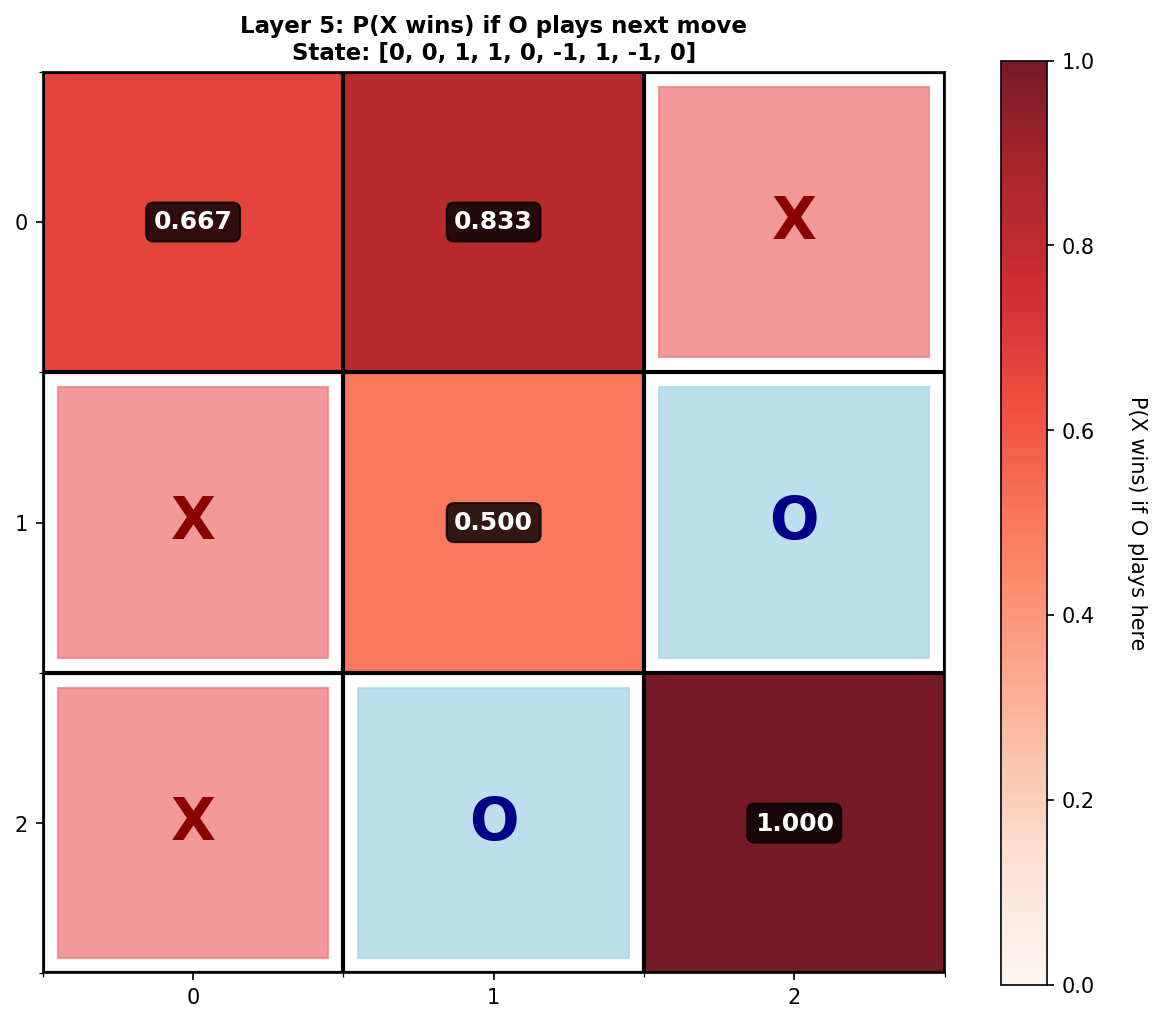 Layer 5: P(X wins) if O plays next move
State: [0, 0, 1, 1, 0, -1, 1, -1, 0]
0
0.667
0.833
X
1
X
0.500
O
2
X
O
1.000
0
1
2
1.0
0.8
0.6
0.4
0.2
0.0
P(X wins) if O plays here